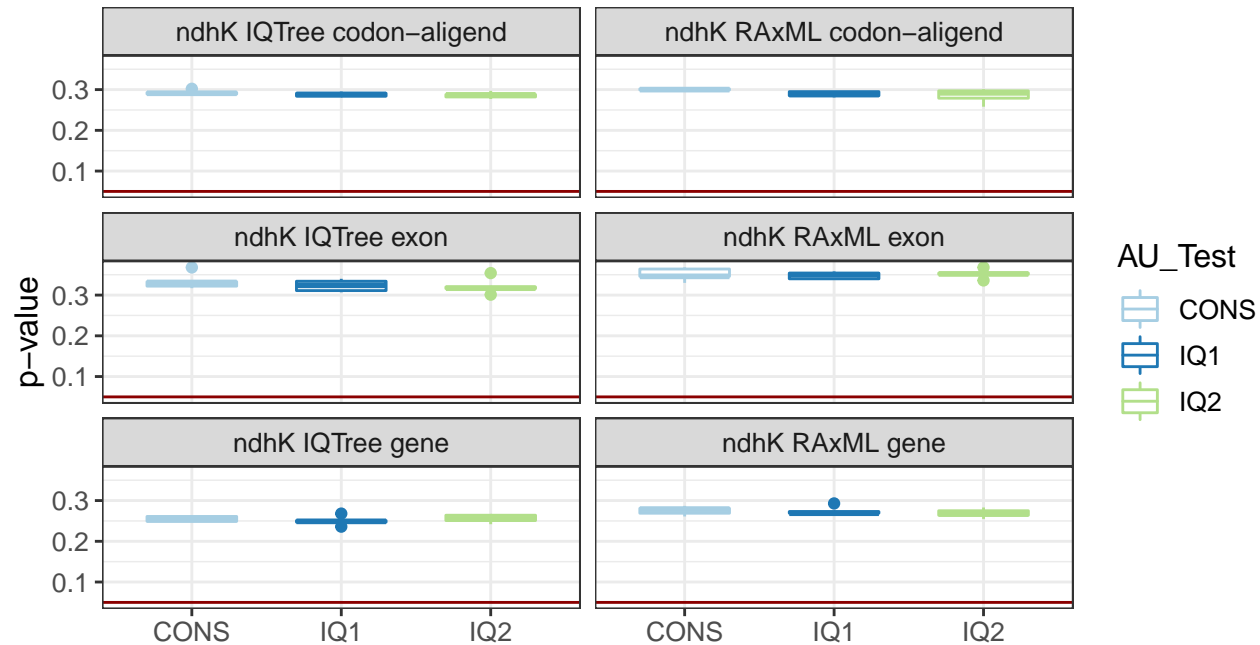 ndhK IQTree codon−aligend
ndhK RAxML codon−aligend
0.3
0.2
0.1
ndhK IQTree exon
ndhK RAxML exon
0.3
0.2
0.1
ndhK IQTree gene
ndhK RAxML gene
0.3
0.2
0.1
p−value
CONS IQ1 IQ2
CONS IQ1 IQ2
AU_Test
CONS
IQ1
IQ2